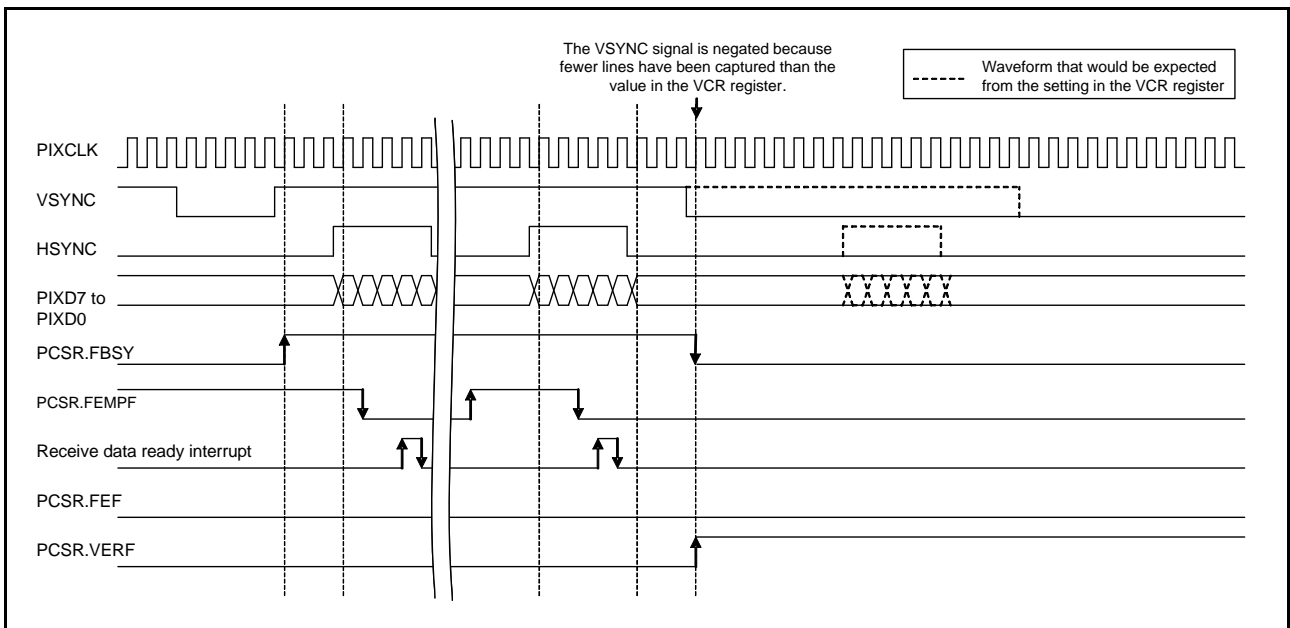 The VSYNC signal is negated because
fewer lines have been captured than the
value in the VCR register.
Waveform that would be expected
from the setting in the VCR register
PIXCLK
VSYNC
HSYNC
PIXD7 to
PIXD0
PCSR.FBSY
PCSR.FEMPF
Receive data ready interrupt
PCSR.FEF
PCSR.VERF